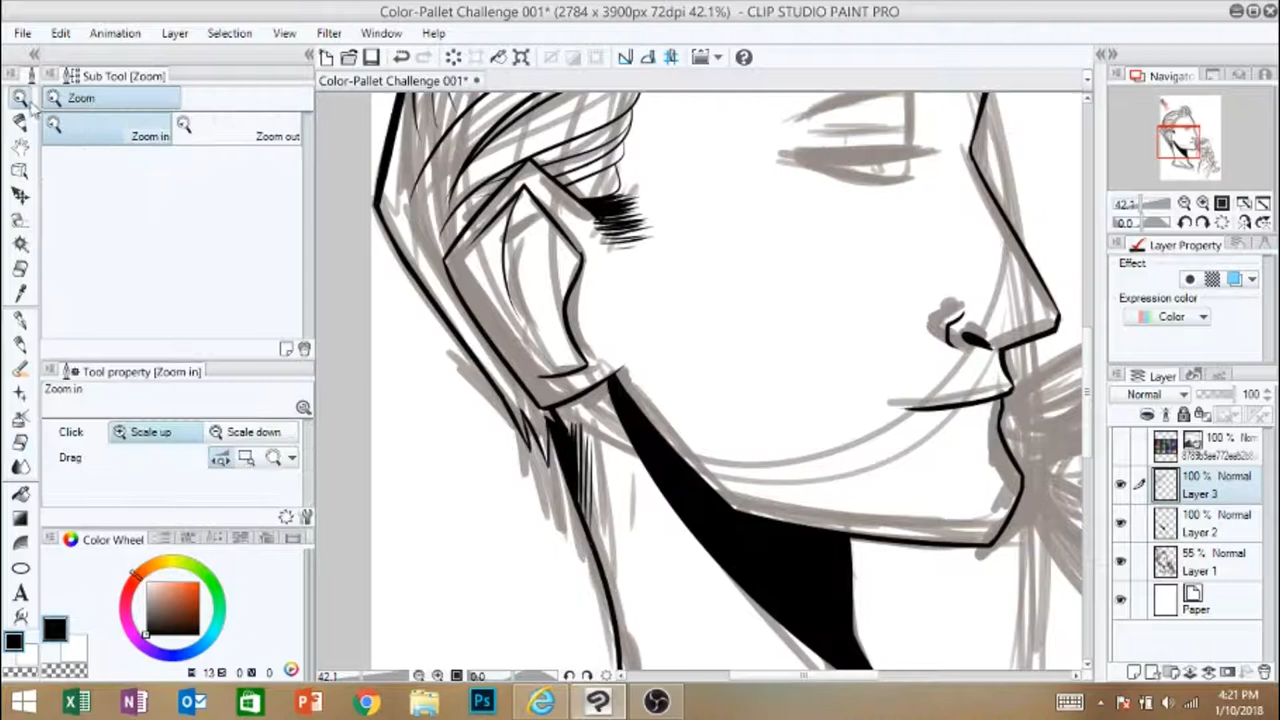 Color-Pallet Challenge 001* (2784 x 3900px 72dpi 42.1%) - CLIP STUDIO PAINT PRO
File Edit Animation Layer Selection View Filter Window Help
Sub Tool [Zoom]
Color-Pallet Challenge 001*
Navigato
Zoom
Zoom in
Zoom out
42.1
0.0
Layer Property
Effect
Expression color
Color
Tool property [Zoom in]
Zoom in
Layer
Normal
100
Click
Scale up
Scale down
Drag
100 % Norm
100 % Normal
Layer 3
100 % Normal
Layer 2
Color Wheel
55 % Normal
Layer 1
Paper
A
13 S 0 V 0
42.1
0.0
Ps
4:21 PM
1/10/2018